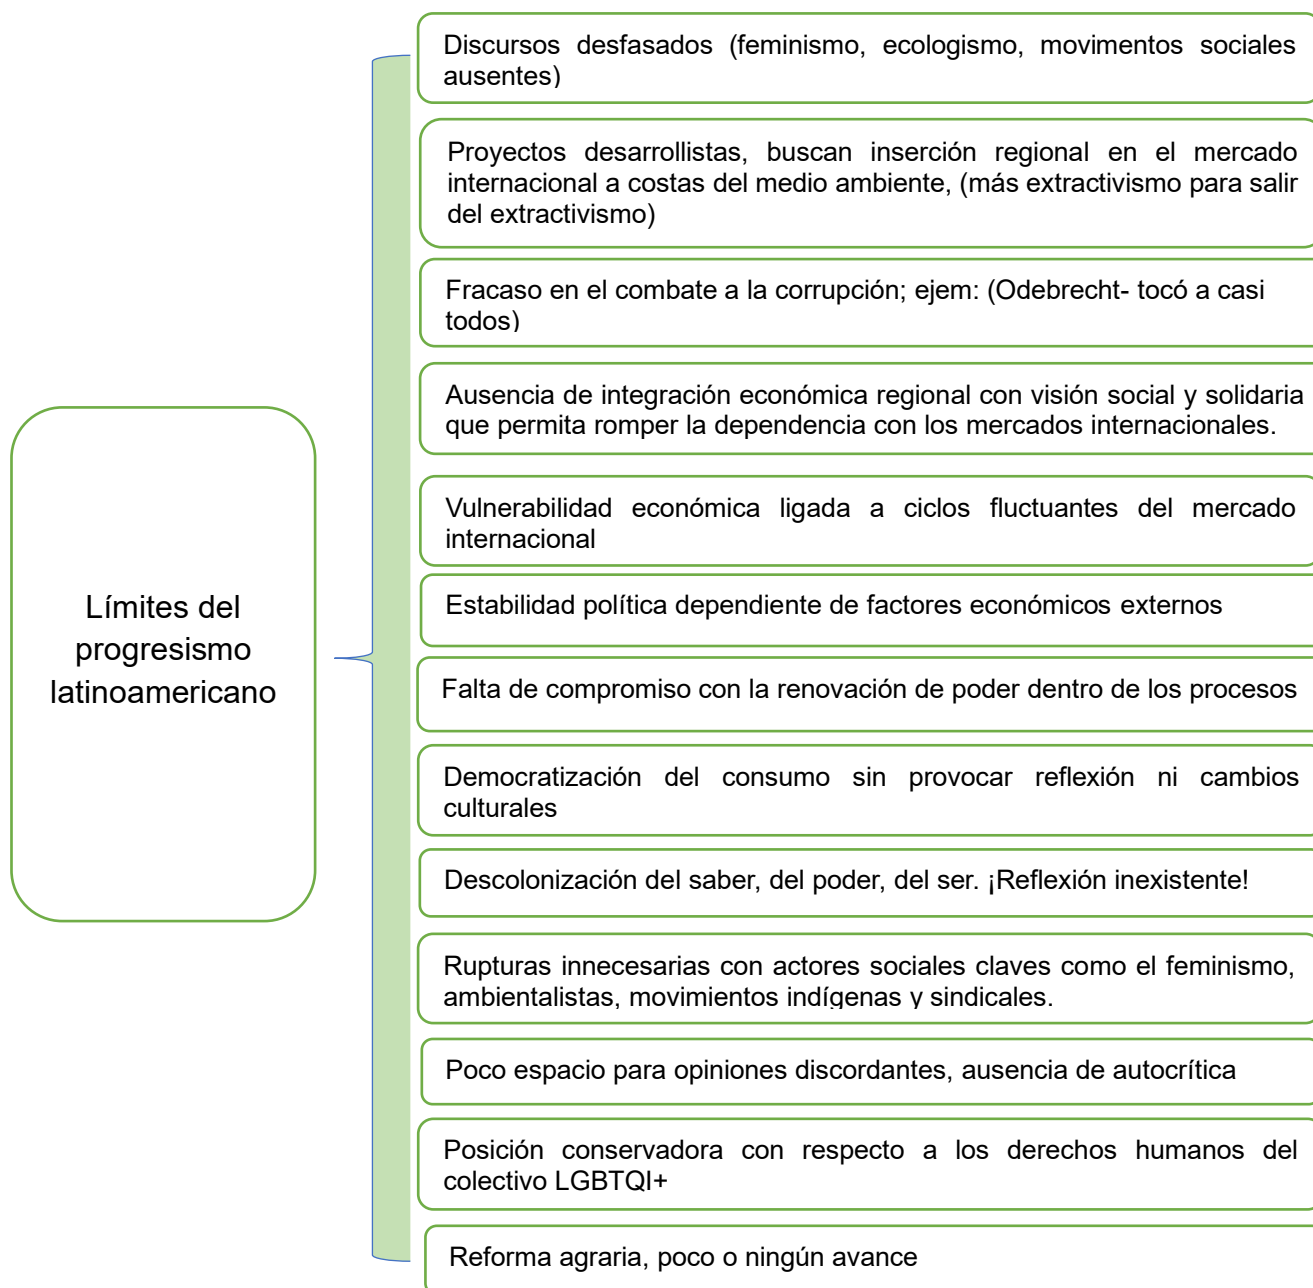 Discursos desfasados (feminismo, ecologismo, movimentos sociales
ausentes)
Proyectos desarrollistas, buscan inserción regional en el mercado
internacional a costas del medio ambiente, (más extractivismo para salir
del extractivismo)
Fracaso en el combate a la corrupción; ejem: (Odebrecht- tocó a casi
todos)
Ausencia de integración económica regional con visión social y solidaria
que permita romper la dependencia con los mercados internacionales.
Vulnerabilidad económica ligada a ciclos fluctuantes del mercado
internacional
Límites del
progresismo
latinoamericano
Estabilidad política dependiente de factores económicos externos
Falta de compromiso con la renovación de poder dentro de los procesos
Democratización del consumo sin provocar reflexión ni cambios
culturales
Descolonización del saber, del poder, del ser. ¡Reflexión inexistente!
Rupturas innecesarias con actores sociales claves como el feminismo,
ambientalistas, movimientos indígenas y sindicales.
Poco espacio para opiniones discordantes, ausencia de autocrítica
Posición conservadora con respecto a los derechos humanos del
colectivo LGBTQI+
Reforma agraria, poco o ningún avance